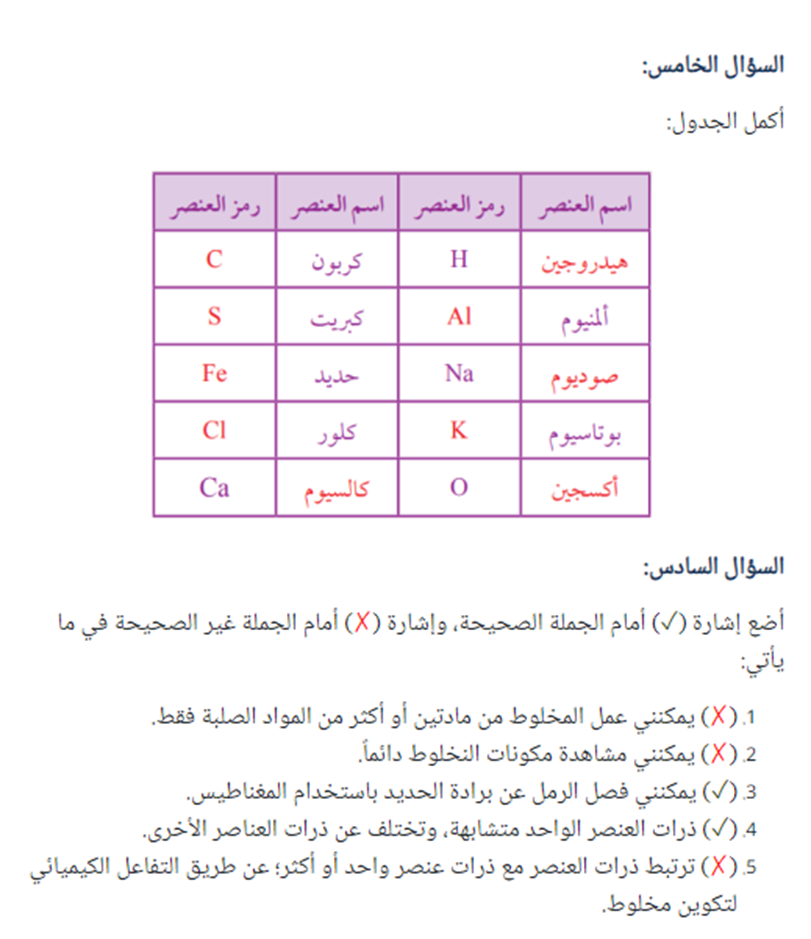 السؤال الخامس:
أكمل الجدول:
اسم العنصر رمز العنصر اسم العنصر رمز العنصر
هيدروجين H كربون C
ألمنيوم Al كبريت S
صوديوم Na حديد Fe
بوتاسيوم K كلور Cl
أكسجين O كالسيوم Ca
السؤال السادس:
أضع إشارة (✓) أمام الجملة الصحيحة، وإشارة (✗) أمام الجملة غير الصحيحة في ما
يأتي:
1. (✗) يمكنني عمل المخلوط من مادتين أو أكثر من المواد الصلبة فقط.
2. (✗) يمكنني مشاهدة مكونات النخلوط دائماً.
3. (✓) يمكنني فصل الرمل عن برادة الحديد باستخدام المغناطيس.
4. (✓) ذرات العنصر الواحد متشابهة، وتختلف عن ذرات العناصر الأخرى.
5. (✗) ترتبط ذرات العنصر مع ذرات عنصر واحد أو أكثر؛ عن طريق التفاعل الكيميائي
لتكوين مخلوط.